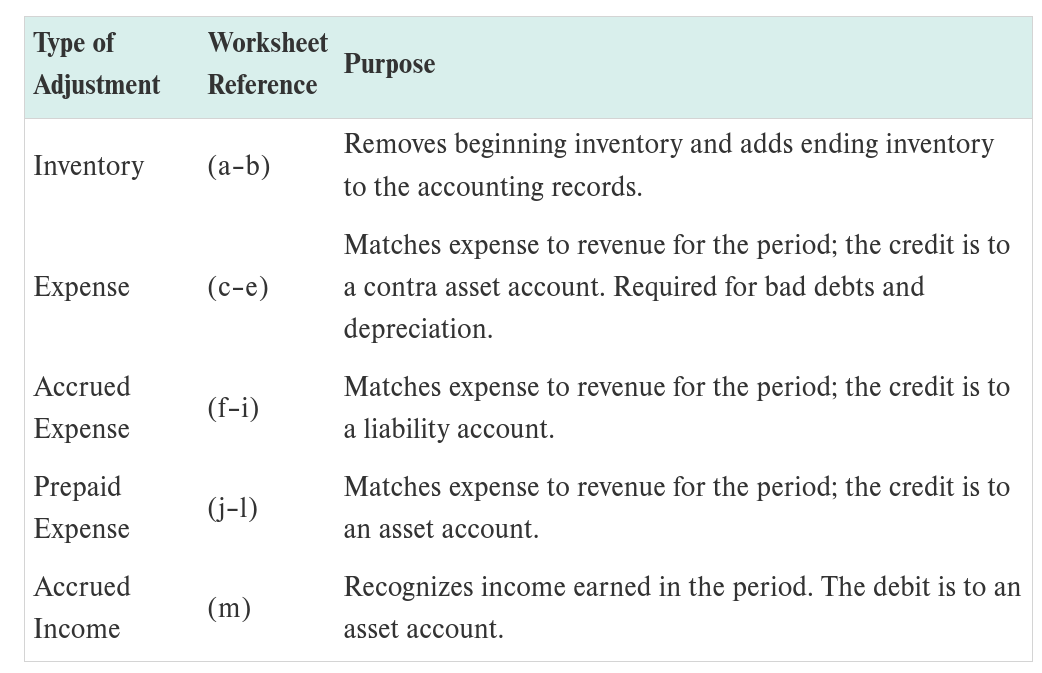 Type of Adjustment Worksheet Reference Purpose
Inventory (a–b) Removes beginning inventory and adds ending inventory
to the accounting records.
Expense (c–e) Matches expense to revenue for the period; the credit is to
a contra asset account. Required for bad debts and
depreciation.
Accrued Expense (f–i) Matches expense to revenue for the period; the credit is to
a liability account.
Prepaid Expense (j–l) Matches expense to revenue for the period; the credit is to
an asset account.
Accrued Income (m) Recognizes income earned in the period. The debit is to an
asset account.